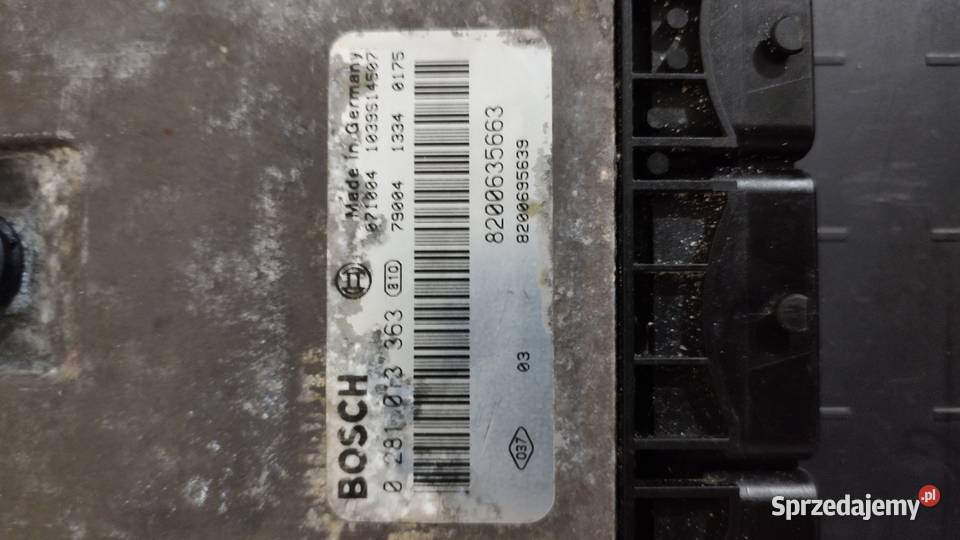 BOSCH
Made in Germany
0 281 013 363
810
071004 1039S14507
79004 1334 0175
8200635663
8200695639
037
03
Sprzedajemy.pl